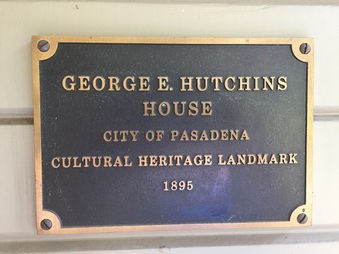 GEORGE E. HUTCHINS
HOUSE
CITY OF PASADENA
CULTURAL HERITAGE LANDMARK
1895